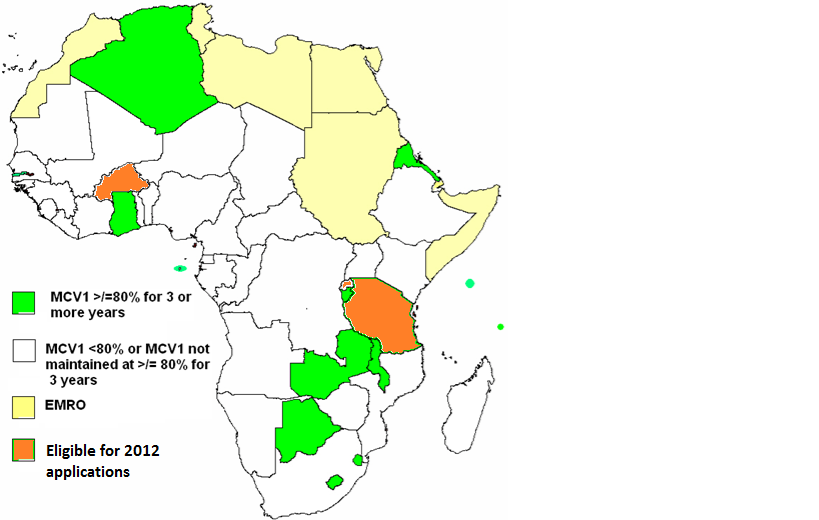 MCV1 >/=80% for 3 or
more years
MCV1 <80% or MCV1 not
maintained at >/= 80% for
3 years
EMRO
Eligible for 2012
applications